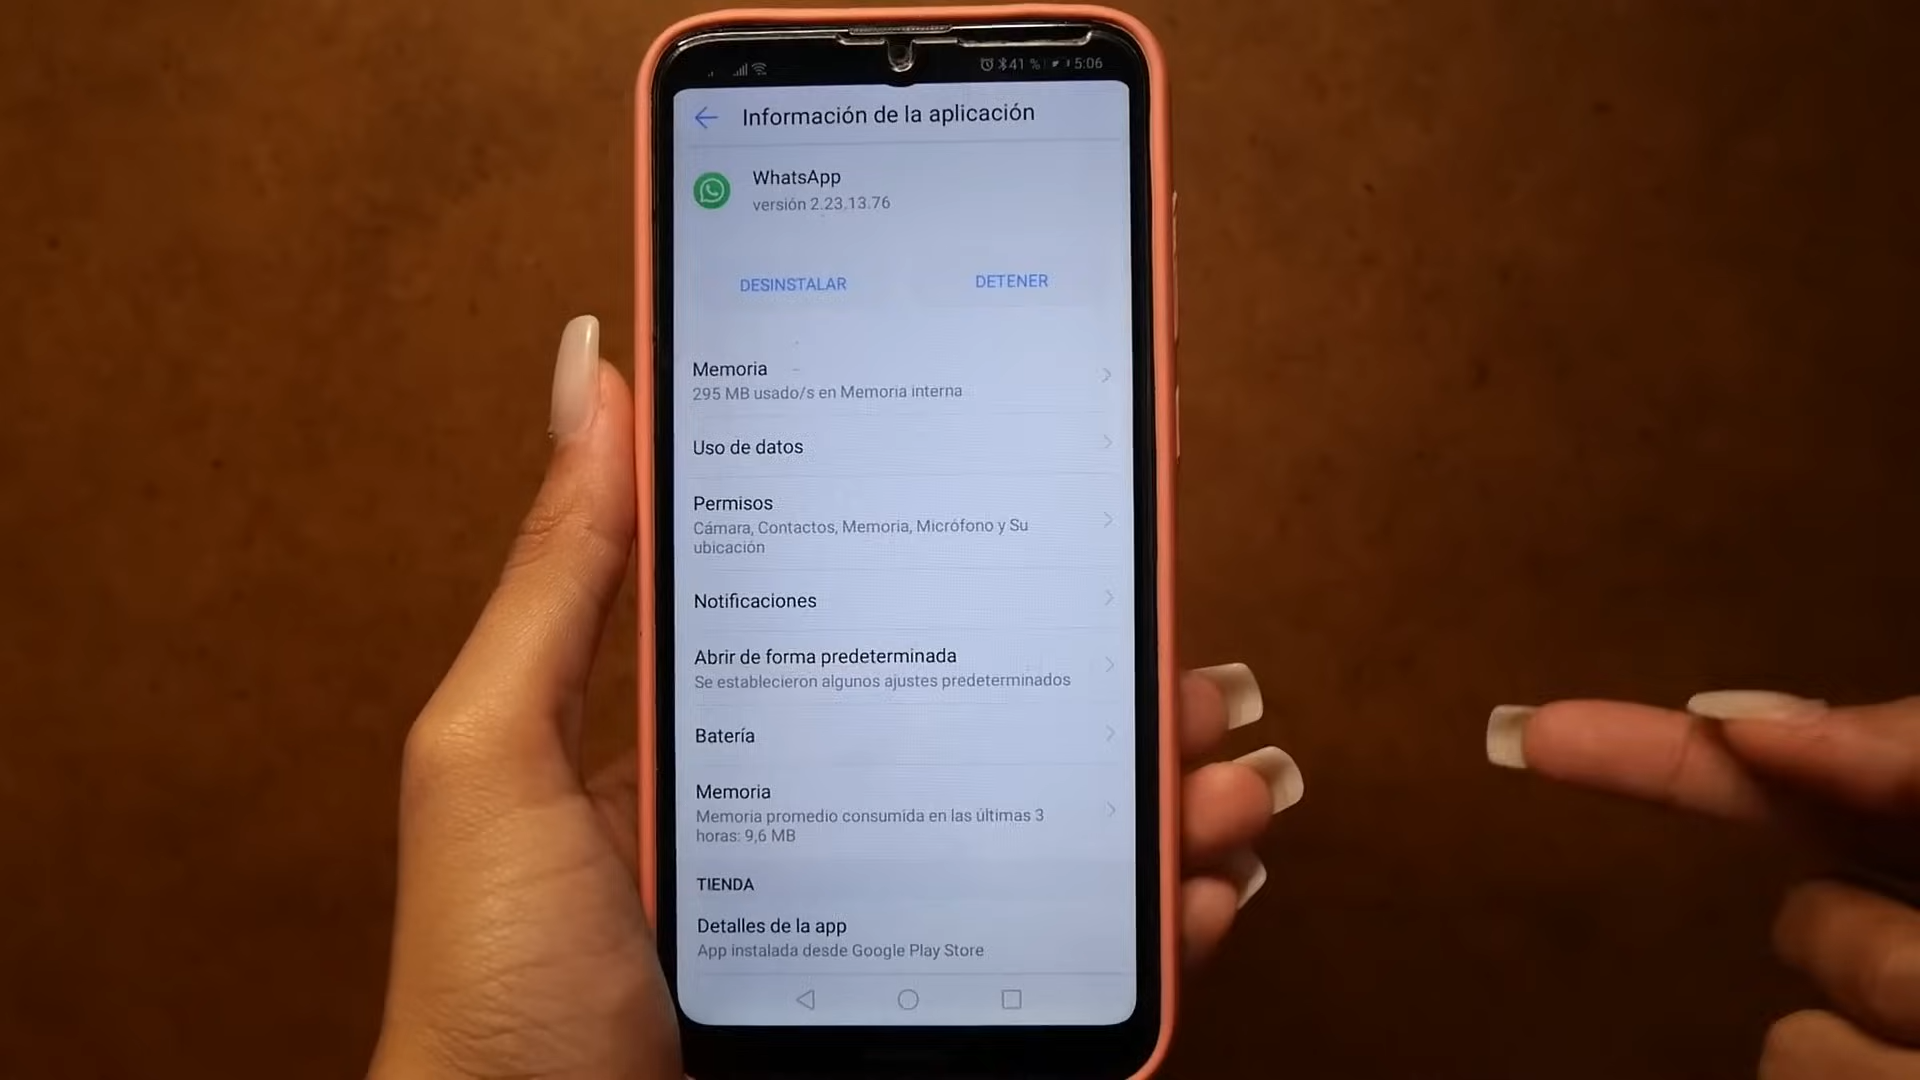 41 % 5:06
Información de la aplicación
WhatsApp
versión 2.23.13.76
DESINSTALAR DETENER
Memoria
295 MB usado/s en Memoria interna
Uso de datos
Permisos
Cámara, Contactos, Memoria, Micrófono y Su
ubicación
Notificaciones
Abrir de forma predeterminada
Se establecieron algunos ajustes predeterminados
Batería
Memoria
Memoria promedio consumida en las últimas 3
horas: 9,6 MB
TIENDA
Detalles de la app
App instalada desde Google Play Store